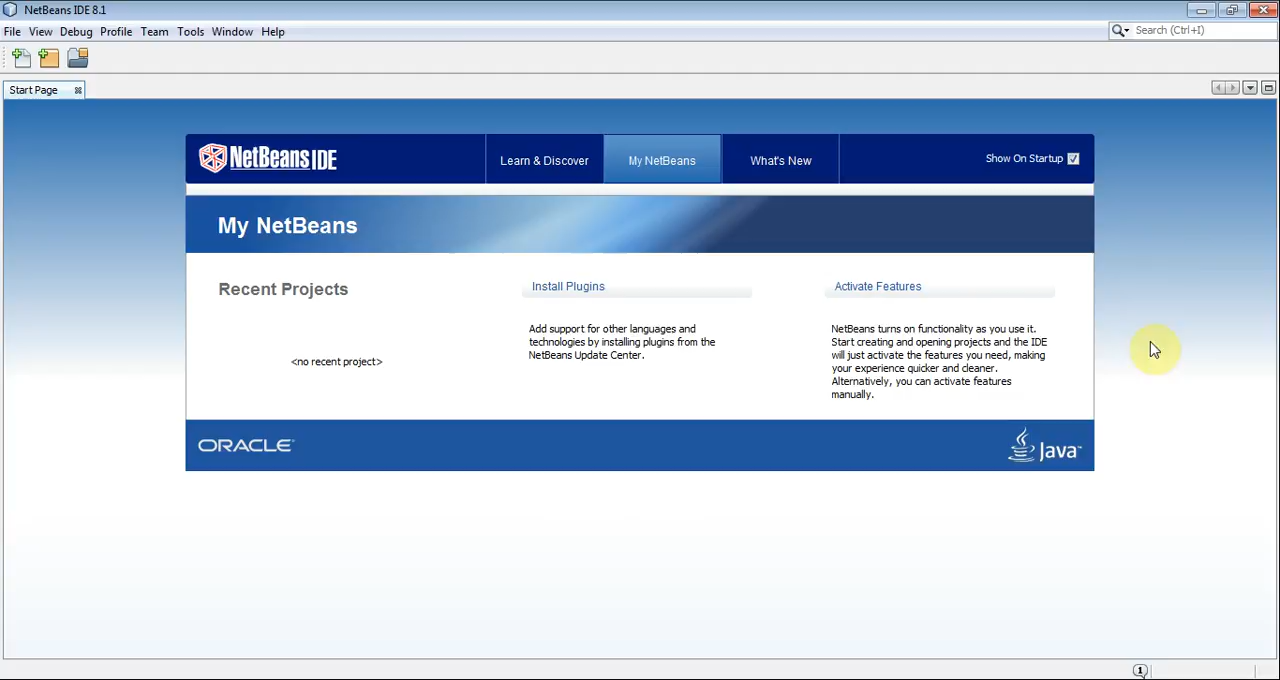 NetBeans IDE 8.1
File View Debug Profile Team Tools Window Help
Search (Ctrl+I)
Start Page
NetBeans IDE
Learn & Discover
My NetBeans
What's New
Show On Startup
My NetBeans
Recent Projects
<no recent project>
Install Plugins
Add support for other languages and
technologies by installing plugins from the
NetBeans Update Center.
Activate Features
NetBeans turns on functionality as you use it.
Start creating and opening projects and the IDE
will just activate the features you need, making
your experience quicker and cleaner.
Alternatively, you can activate features
manually.
ORACLE
Java™
1